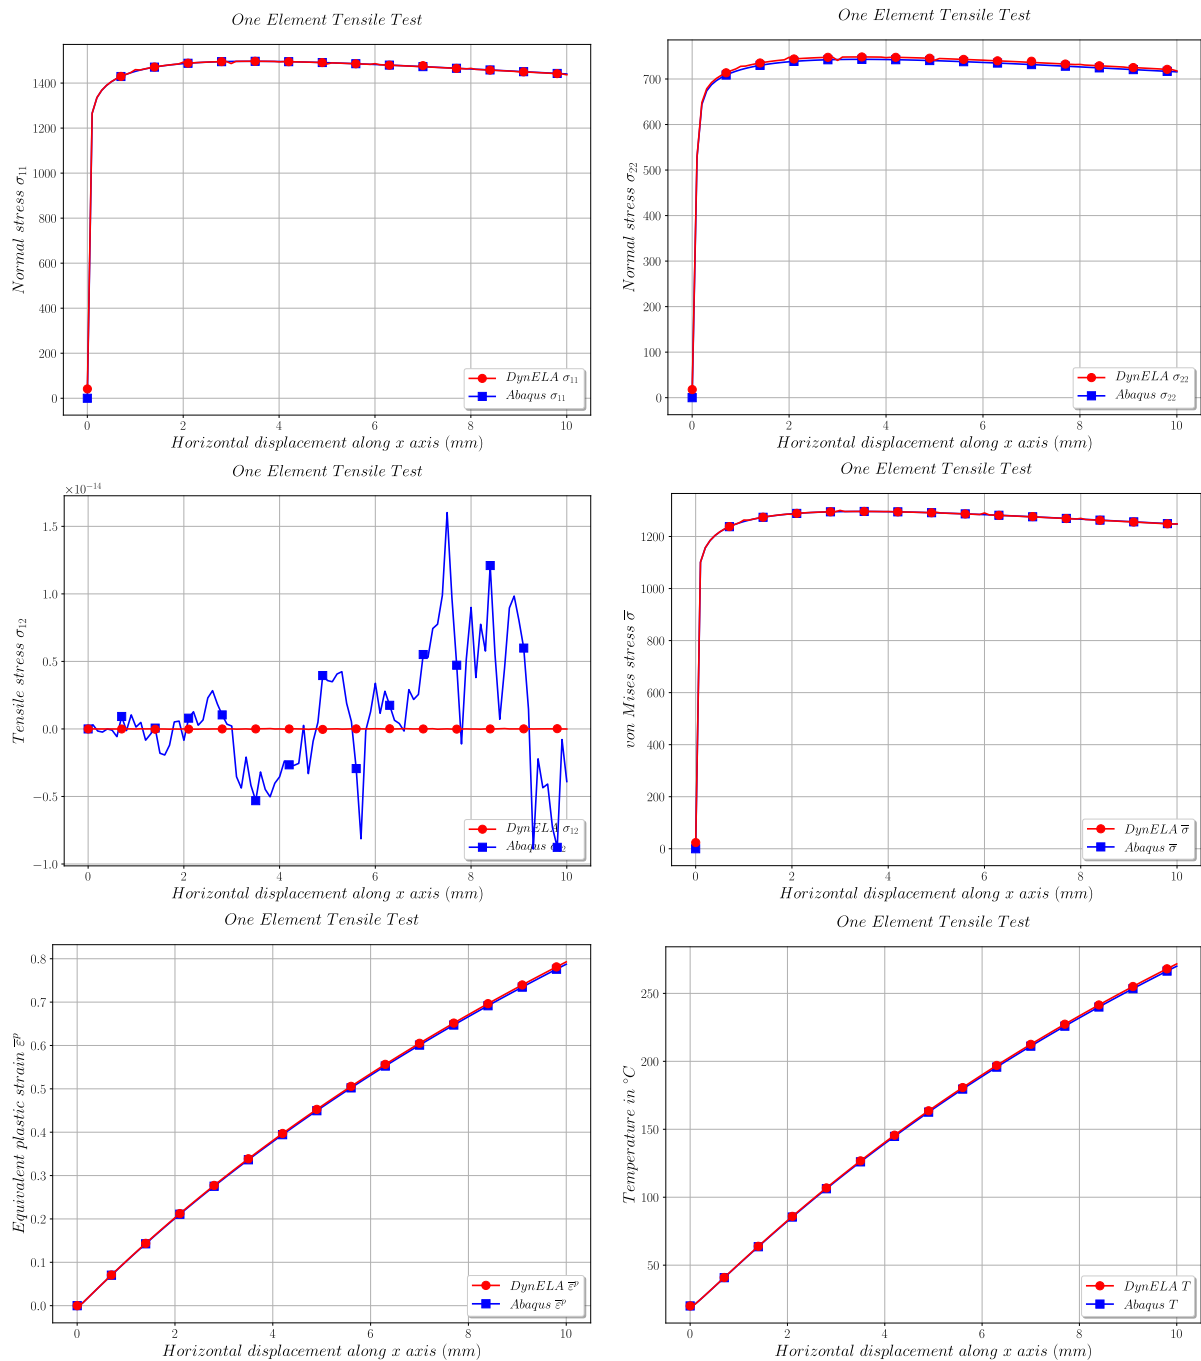 One Element Tensile Test
Normal stress σ₁₁
1400
1200
1000
800
600
400
200
0
0 2 4 6 8 10
Horizontal displacement along x axis (mm)
DynELA σ₁₁
Abaqus σ₁₁
One Element Tensile Test
Normal stress σ₂₂
700
600
500
400
300
200
100
0
0 2 4 6 8 10
Horizontal displacement along x axis (mm)
DynELA σ₂₂
Abaqus σ₂₂
One Element Tensile Test
×10⁻¹⁴
Tensile stress σ₁₂
1.5
1.0
0.5
0.0
−0.5
−1.0
0 2 4 6 8 10
Horizontal displacement along x axis (mm)
DynELA σ₁₂
Abaqus
One Element Tensile Test
von Mises stress σ̅
1200
1000
800
600
400
200
0
0 2 4 6 8 10
Horizontal displacement along x axis (mm)
DynELA σ̅
Abaqus σ̅
One Element Tensile Test
Equivalent plastic strain ε̅ᵖ
0.8
0.7
0.6
0.5
0.4
0.3
0.2
0.1
0.0
0 2 4 6 8 10
Horizontal displacement along x axis (mm)
DynELA ε̅ᵖ
Abaqus ε̅ᵖ
One Element Tensile Test
Temperature in °C
250
200
150
100
50
0 2 4 6 8 10
Horizontal displacement along x axis (mm)
DynELA T
Abaqus T